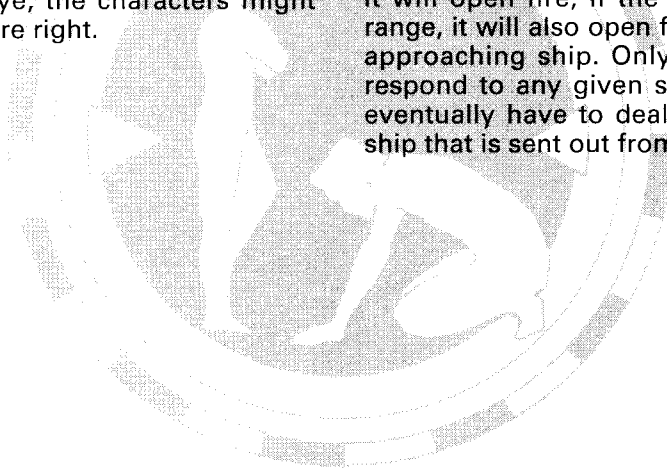 the characters might
re right.
it will open fire; if the
range, it will also open f
approaching ship. Only
respond to any given s
eventually have to deal
ship that is sent out from